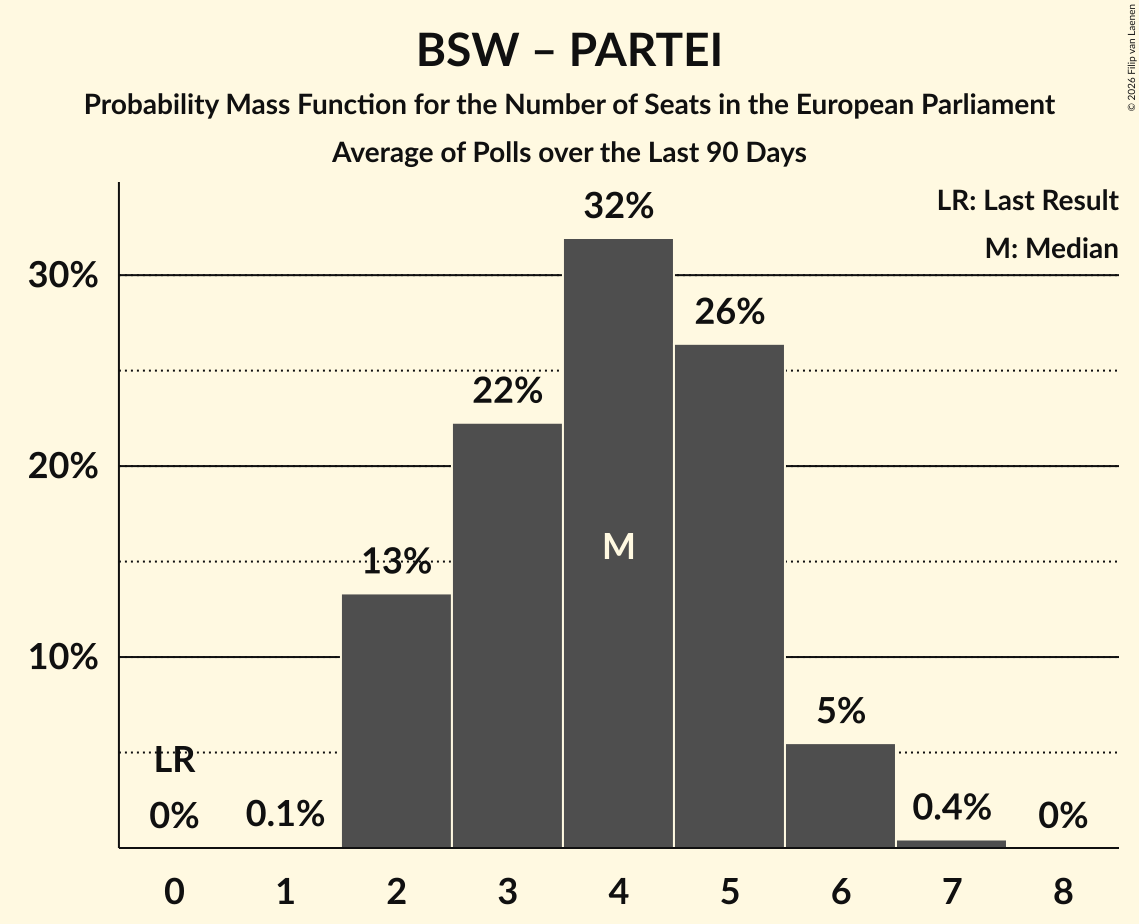 BSW – PARTEI
Probability Mass Function for the Number of Seats in the European Parliament
Average of Polls over the Last 90 Days
© 2026 Filip van Laenen
LR: Last Result
M: Median
32%
30%
26%
22%
20%
M
13%
10%
5%
LR
0%
0.1%
0.4%
0%
0 1 2 3 4 5 6 7 8